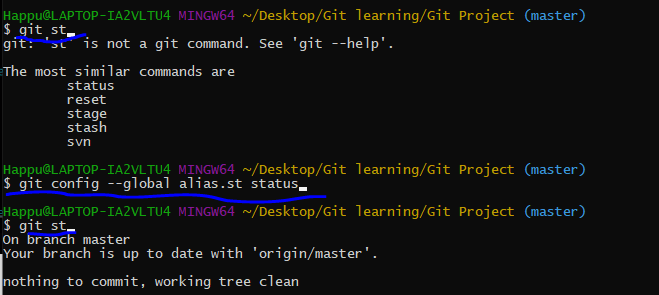 Happu@LAPTOP-IA2VLTU4 MINGW64 ~/Desktop/Git learning/Git Project (master)
$ git st
git: 'st' is not a git command. See 'git --help'.
The most similar commands are
status
reset
stage
stash
svn
Happu@LAPTOP-IA2VLTU4 MINGW64 ~/Desktop/Git learning/Git Project (master)
$ git config --global alias.st status
Happu@LAPTOP-IA2VLTU4 MINGW64 ~/Desktop/Git learning/Git Project (master)
$ git st
On branch master
Your branch is up to date with 'origin/master'.
nothing to commit, working tree clean